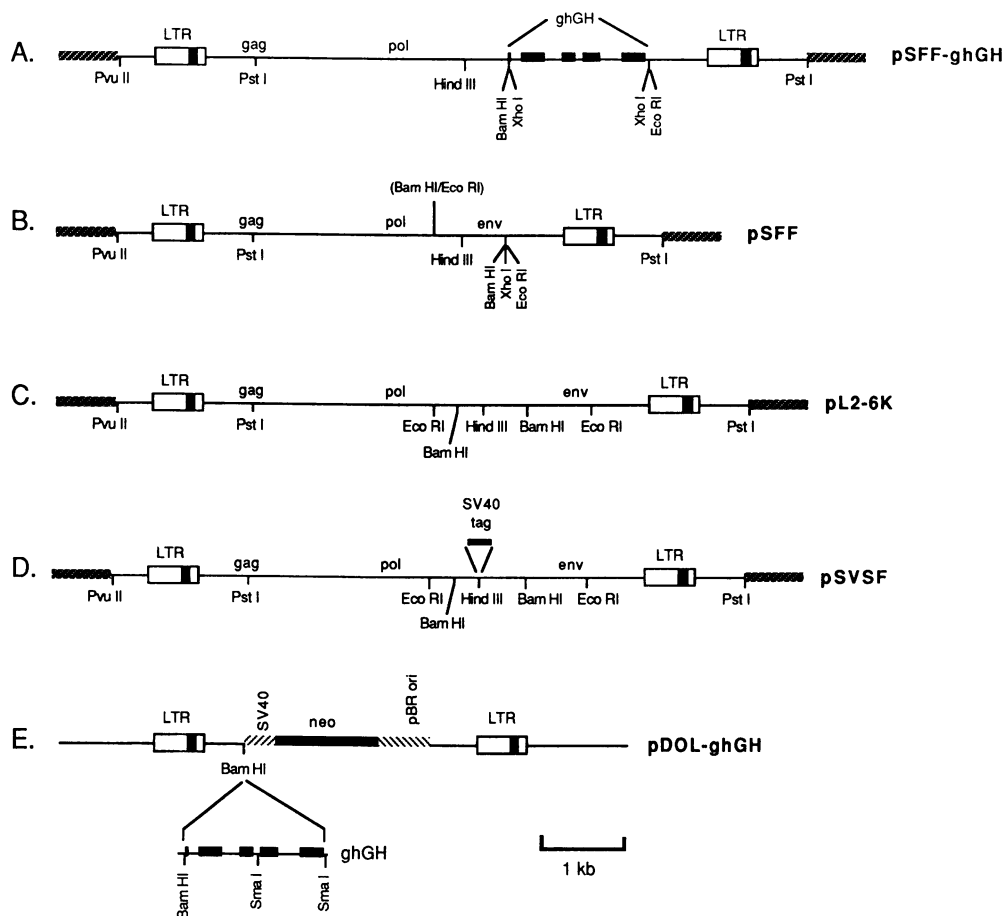 A.
LTR
gag
pol
ghGH
LTR
pSFF-ghGH
Pvu II
Pst I
Hind III
Bam HI
Xho I
Xho I
Eco RI
Pst I
(Bam HI/Eco RI)
B.
LTR
gag
pol
env
LTR
pSFF
Pvu II
Pst I
Hind III
Bam HI
Xho I
Eco RI
Pst I
C.
LTR
gag
pol
env
LTR
pL2-6K
Pvu II
Pst I
Eco RI
Bam HI
Hind III
Bam HI
Eco RI
Pst I
SV40
tag
D.
LTR
gag
pol
env
LTR
pSVSF
Pvu II
Pst I
Eco RI
Bam HI
Hind III
Bam HI
Eco RI
Pst I
E.
LTR
SV40
neo
pBR ori
LTR
pDOL-ghGH
Bam HI
ghGH
Bam HI
Sma I
Sma I
1 kb